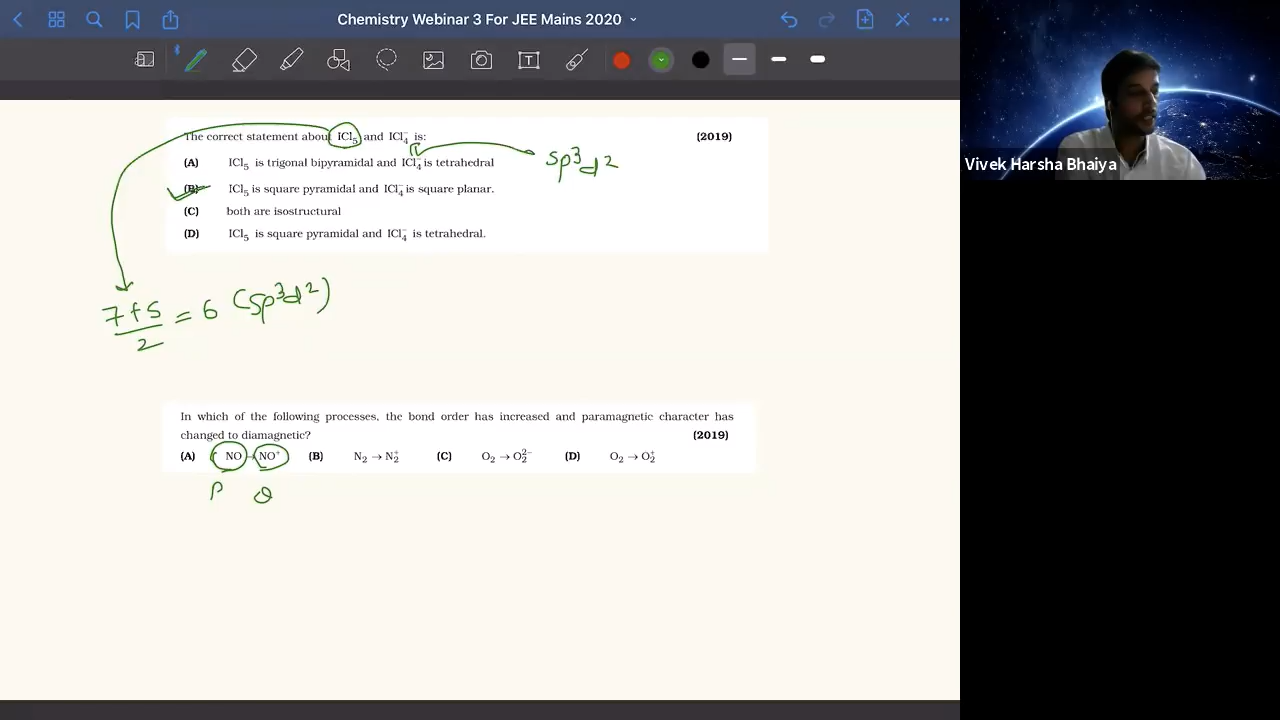 Chemistry Webinar 3 For JEE Mains 2020
T
The correct statement about ICl₅ and ICl₄⁻ is: (2019)
(A) ICl₅ is trigonal bipyramidal and ICl₄⁻ is tetrahedral
(B) ICl₅ is square pyramidal and ICl₄⁻ is square planar.
(C) both are isostructural
(D) ICl₅ is square pyramidal and ICl₄⁻ is tetrahedral.
sp³d²
7+5/2 = 6 (sp³d²)
In which of the following processes, the bond order has increased and paramagnetic character has
changed to diamagnetic? (2019)
(A) NO → NO⁺ (B) N₂ → N₂⁺ (C) O₂ → O₂²⁻ (D) O₂ → O₂⁺
P
Vivek Harsha Bhaiya